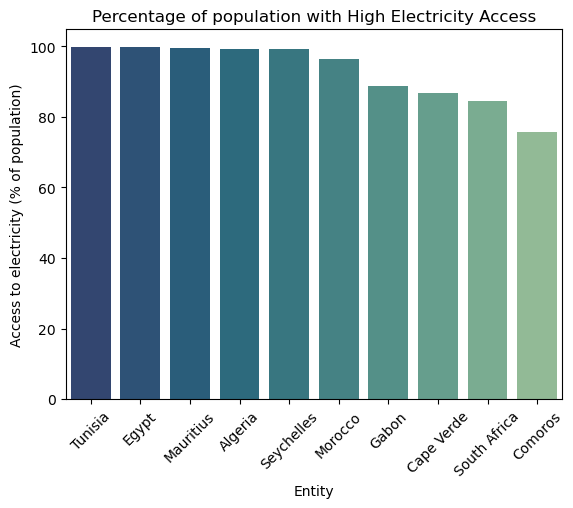 Percentage of population with High Electricity Access
Access to electricity (% of population)
100
80
60
40
20
0
Tunisia
Egypt
Mauritius
Algeria
Seychelles
Morocco
Gabon
Cape Verde
South Africa
Comoros
Entity